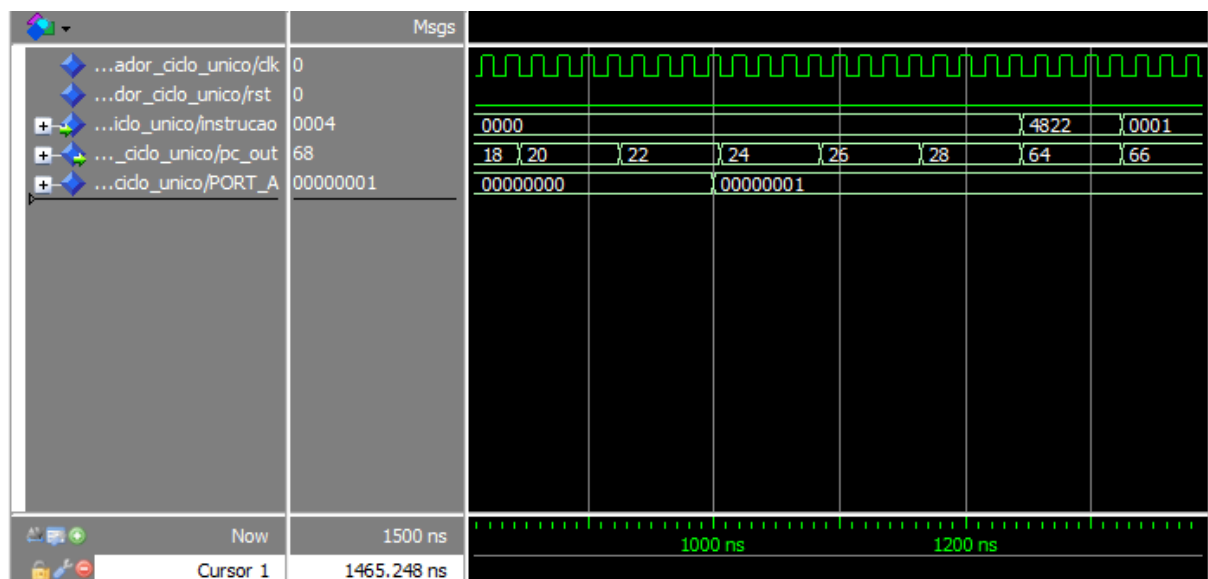 Msgs
...ador_ciclo_unico/clk 0
...dor_ciclo_unico/rst 0
...iclo_unico/instrucao 0004 0000 4822 0001
..._ciclo_unico/pc_out 68 18 20 22 24 26 28 64 66
...ciclo_unico/PORT_A 00000001 00000000 00000001
Now 1500 ns 1000 ns 1200 ns
Cursor 1 1465.248 ns